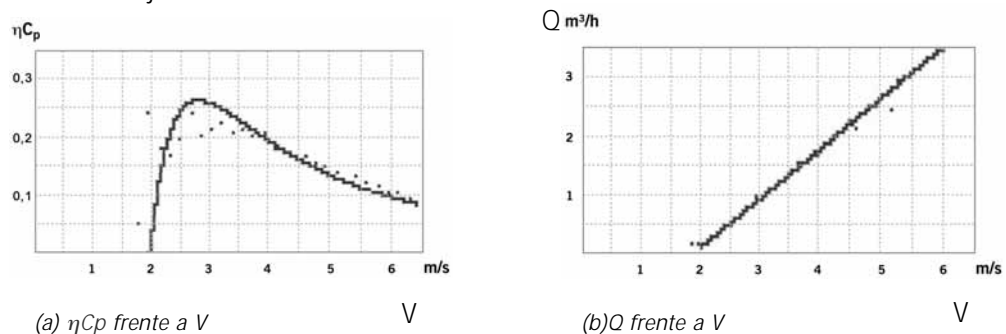 ηCp
0,3
0,2
0,1
1 2 3 4 5 6 m/s
(a) ηCp frente a V
V
Q m³/h
3
2
1
1 2 3 4 5 6 m/s
(b)Q frente a V
V